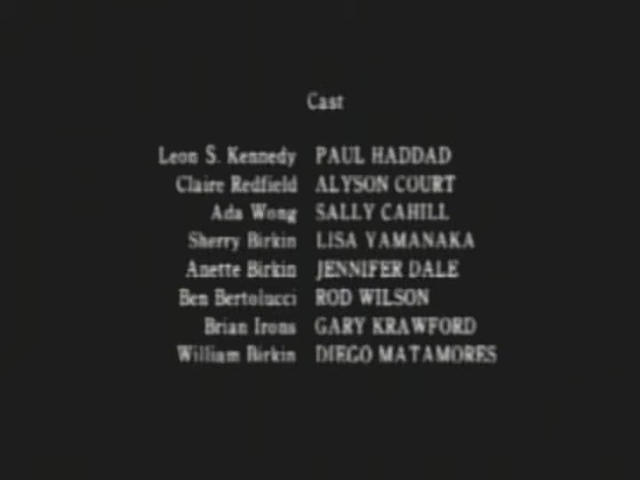 Cast
Leon S. Kennedy PAUL HADDAD
Claire Redfield ALYSON COURT
Ada Wong SALLY CAHILL
Sherry Birkin LISA YAMANAKA
Anette Birkin JENNIFER DALE
Ben Bertolucci ROD WILSON
Brian Irons GARY KRAWFORD
William Birkin DIEGO MATAMORES